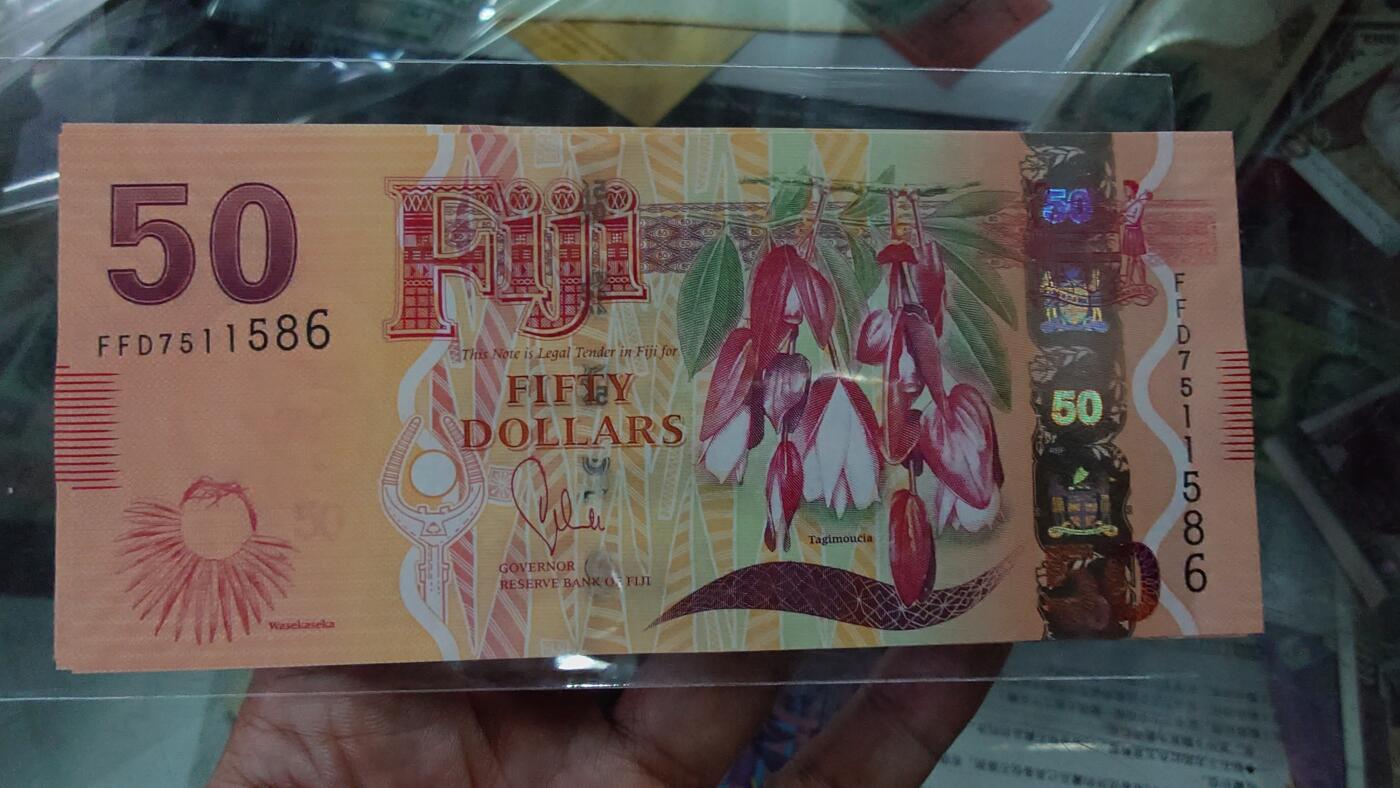 50
FFD7511586
Fiji
This Note is Legal Tender in Fiji for
FIFTY
DOLLARS
GOVERNOR
RESERVE BANK OF FIJI
Wasekaseka
Tagimoucia
50
50
FFD7511586